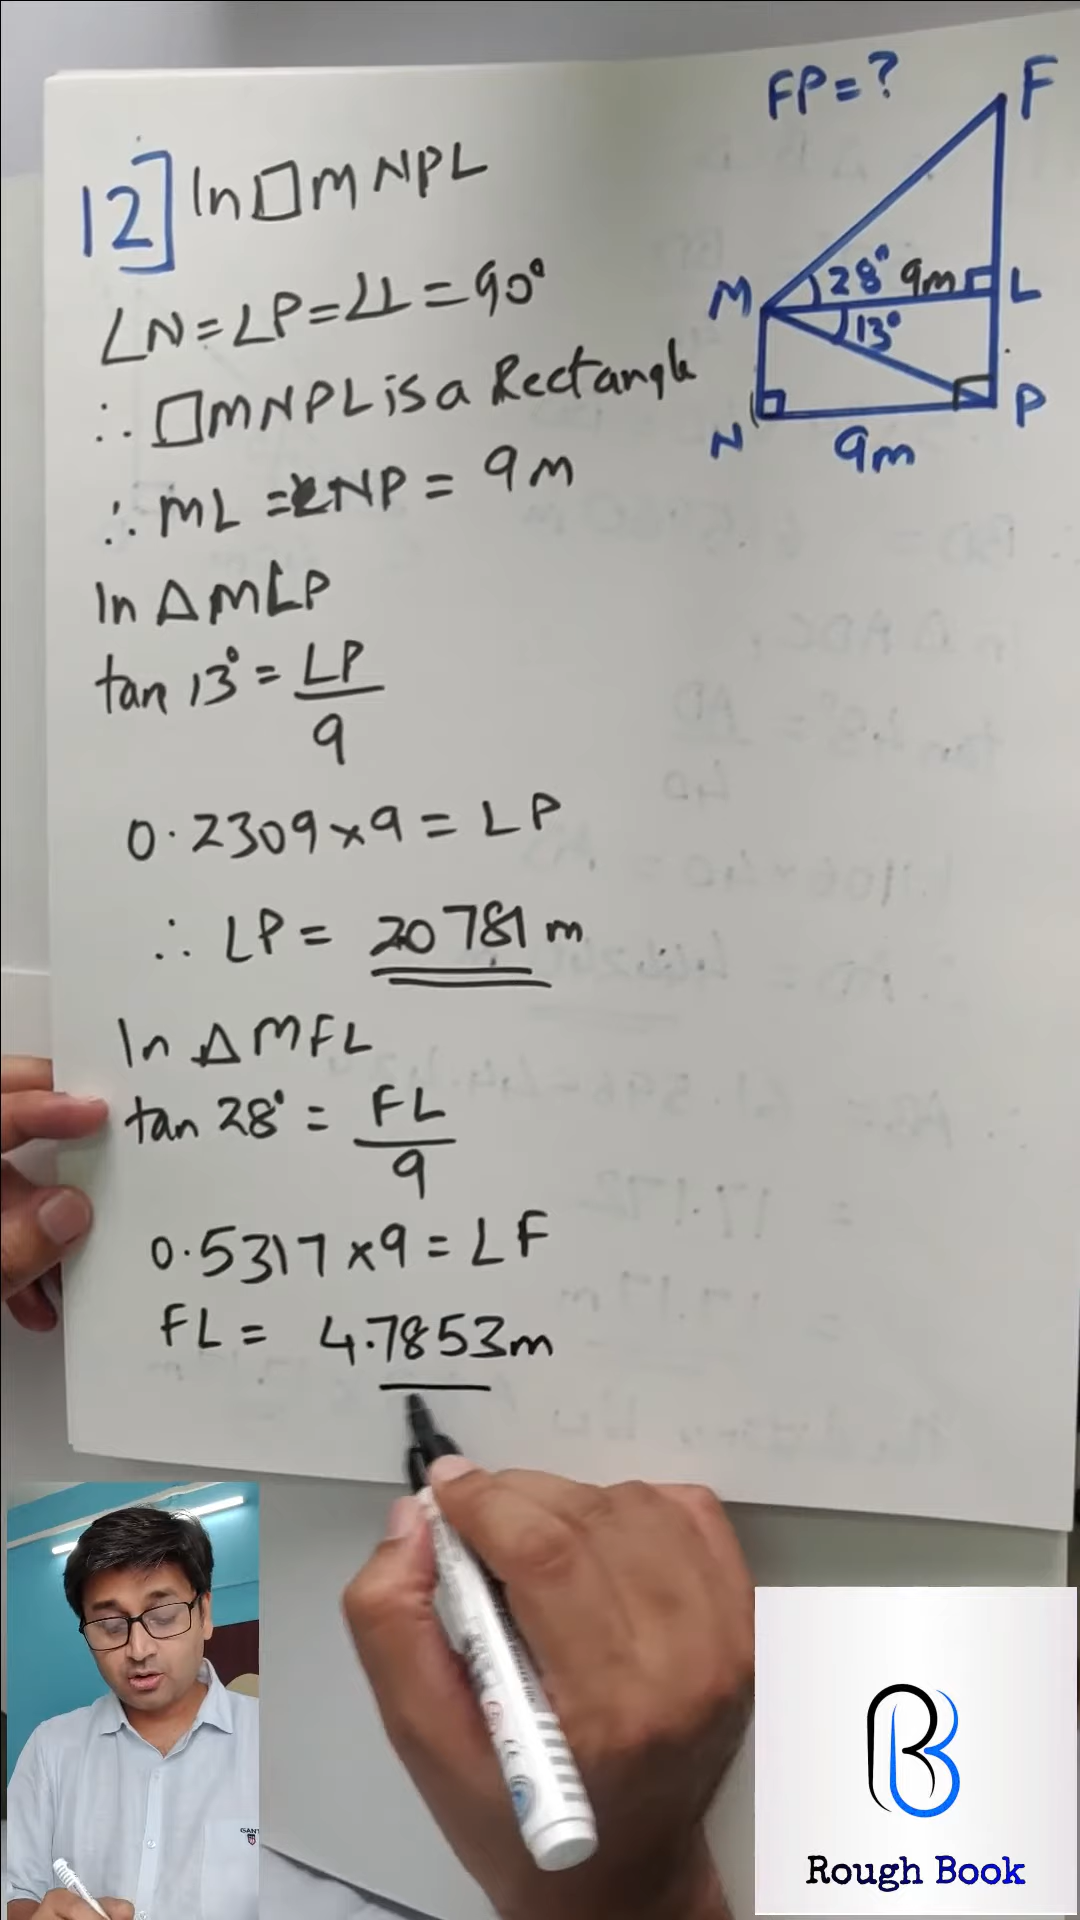 FP = ?
F
12] In □MNPL
M
28°
9m
L
13°
N
P
9m
∠N = ∠P = ∠L = 90°
∴ □MNPL is a Rectangle
∴ ML = NP = 9m
In △MLP
tan 13° = LP/9
0.2309 × 9 = LP
∴ LP = 20781 m
In △MFL
tan 28° = FL/9
0.5317 × 9 = LF
FL = 4.7853m
GANT
Rough Book